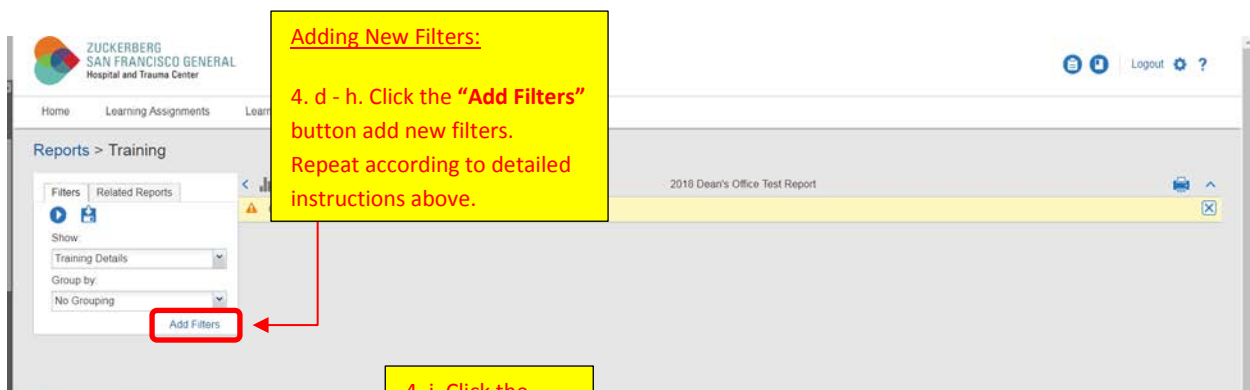 ZUCKERBERG
SAN FRANCISCO GENERAL
Hospital and Trauma Center
Adding New Filters:
4. d - h. Click the “Add Filters”
button add new filters.
Repeat according to detailed
instructions above.
Logout ?
Home Learning Assignments Learn
Reports > Training
Filters Related Reports
2018 Dean's Office Test Report
Show:
Training Details
Group by:
No Grouping
Add Filters
4. i. Click the